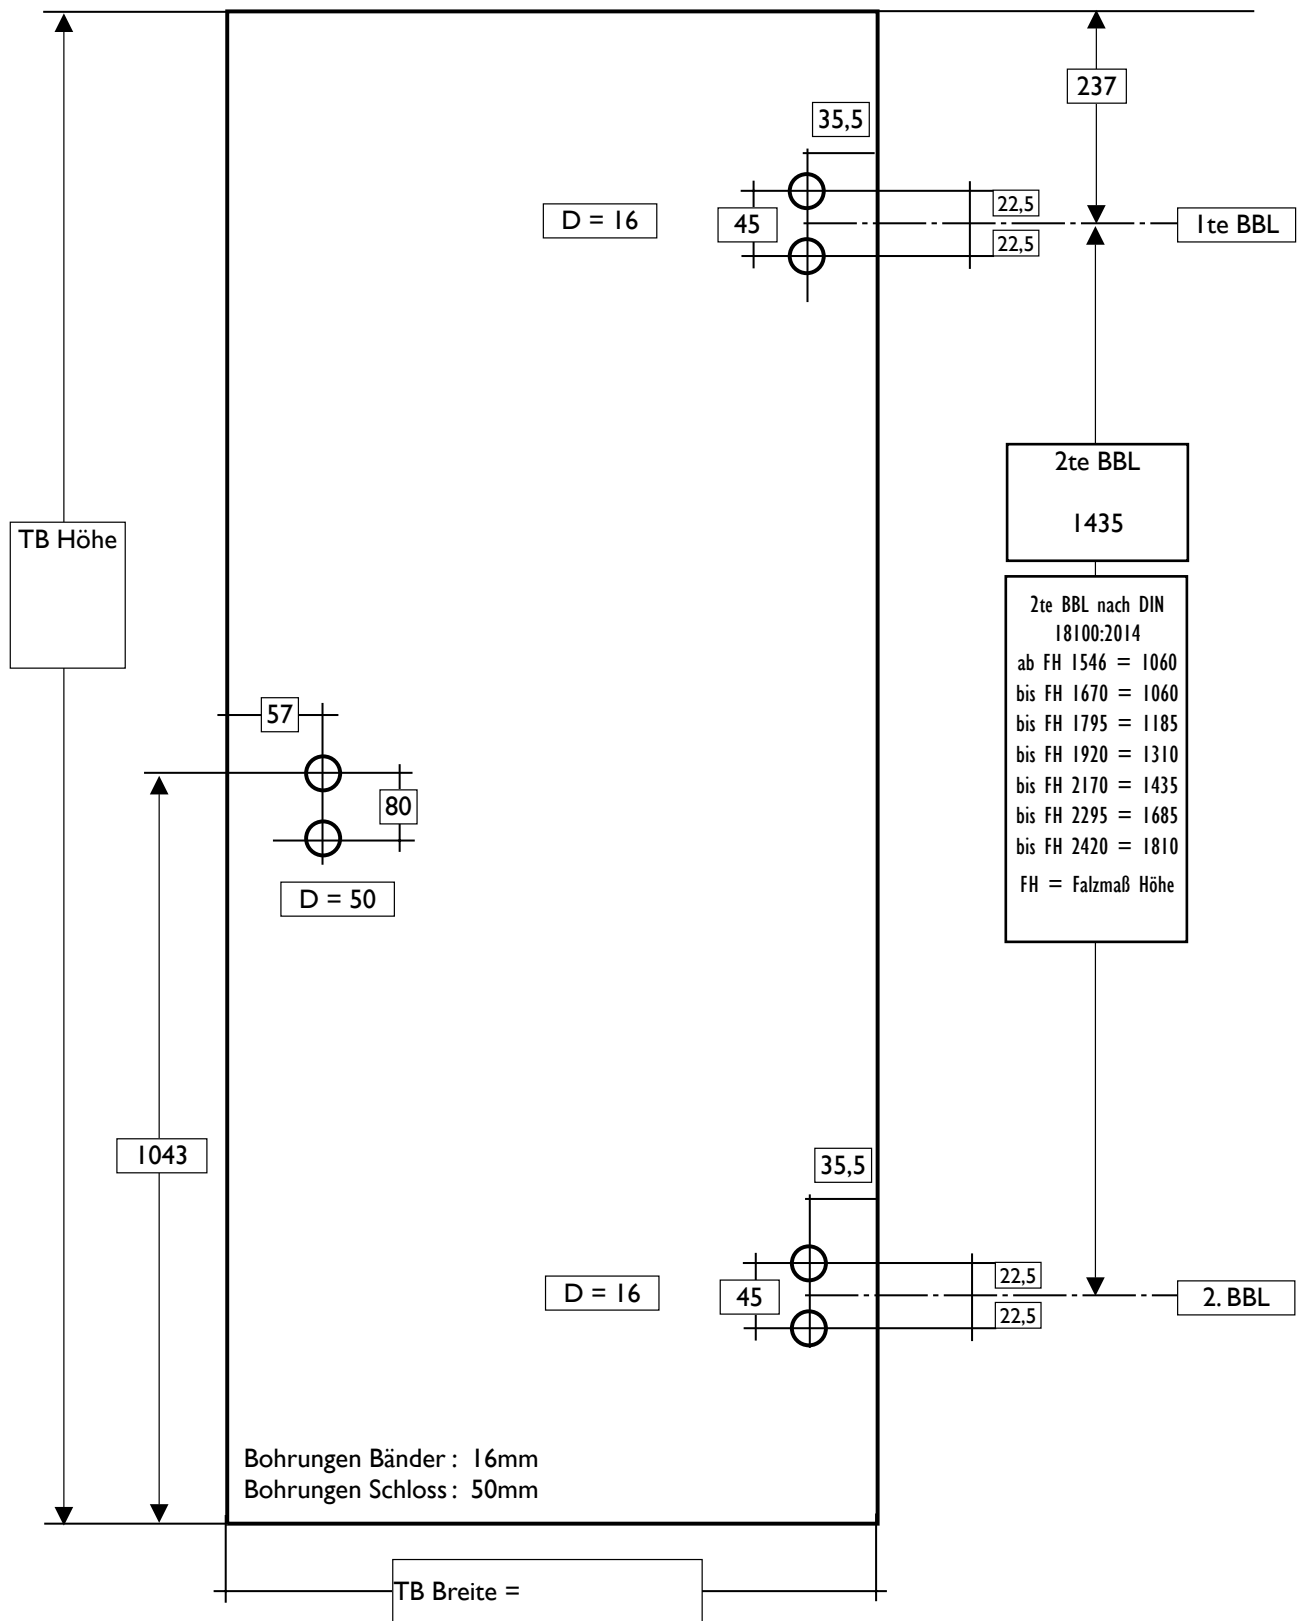 237
35,5
22,5
D = 16
45
1te BBL
22,5
2te BBL
1435
TB Höhe
2te BBL nach DIN
18100:2014
ab FH 1546 = 1060
bis FH 1670 = 1060
bis FH 1795 = 1185
bis FH 1920 = 1310
bis FH 2170 = 1435
bis FH 2295 = 1685
bis FH 2420 = 1810
FH = Falzmaß Höhe
57
80
D = 50
1043
35,5
22,5
D = 16
45
2. BBL
22,5
Bohrungen Bänder : 16mm
Bohrungen Schloss : 50mm
TB Breite =